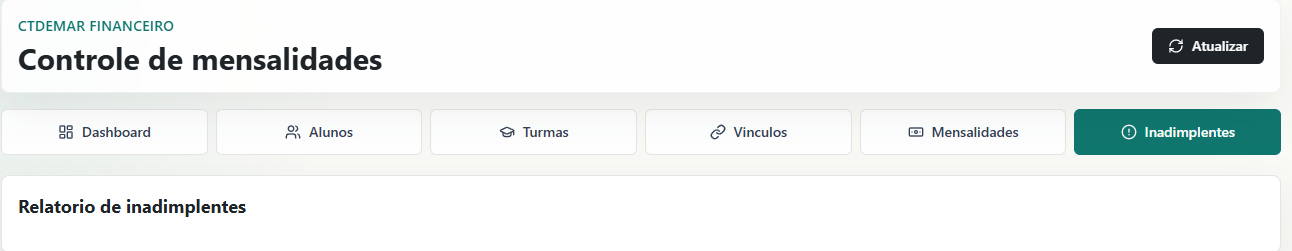 CTDEMAR FINANCEIRO
Controle de mensalidades
Atualizar
Dashboard
Alunos
Turmas
Vinculos
Mensalidades
Inadimplentes
Relatorio de inadimplentes